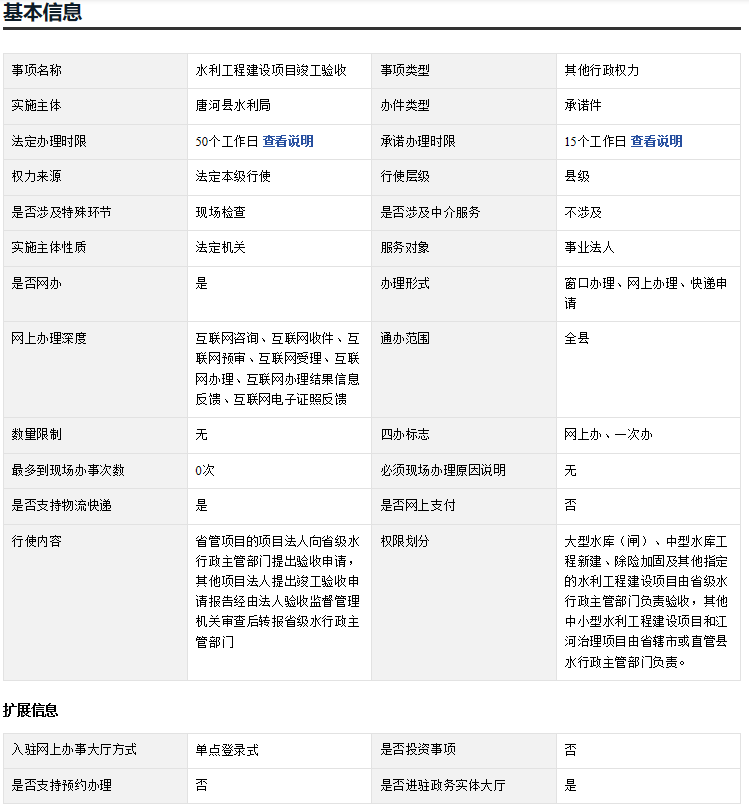 基本信息
事项名称 水利工程建设项目竣工验收 事项类型 其他行政权力
实施主体 唐河县水利局 办件类型 承诺件
法定办理时限 50个工作日 查看说明 承诺办理时限 15个工作日 查看说明
权力来源 法定本级行使 行使层级 县级
是否涉及特殊环节 现场检查 是否涉及中介服务 不涉及
实施主体性质 法定机关 服务对象 事业法人
是否网办 是 办理形式 窗口办理、网上办理、快递申
请
网上办理深度 互联网咨询、互联网收件、互 通办范围 全县
联网预审、互联网受理、互联
网办理、互联网办理结果信息
反馈、互联网电子证照反馈
数量限制 无 四办标志 网上办、一次办
最多到现场办事次数 0次 必须现场办理原因说明 无
是否支持物流快递 是 是否网上支付 否
行使内容
省管项目的项目法人向省级水
行政主管部门提出验收申请，
其他项目法人提出竣工验收申
请报告经由法人验收监督管理
机关审查后转报省级水行政主
管部门
权限划分
大型水库（闸）、中型水库工
程新建、除险加固及其他指定
的水利工程建设项目由省级水
行政主管部门负责验收，其他
中小型水利工程建设项目和江
河治理项目由省辖市或直管县
水行政主管部门负责。
扩展信息
入驻网上办事大厅方式 单点登录式 是否投资事项 否
是否支持预约办理 否 是否进驻政务实体大厅 是